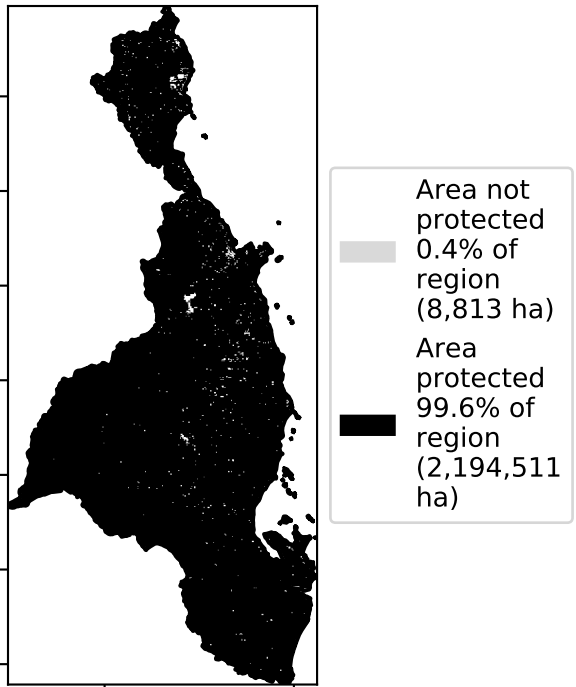 Area not
protected
0.4% of
region
(8,813 ha)
Area
protected
99.6% of
region
(2,194,511
ha)